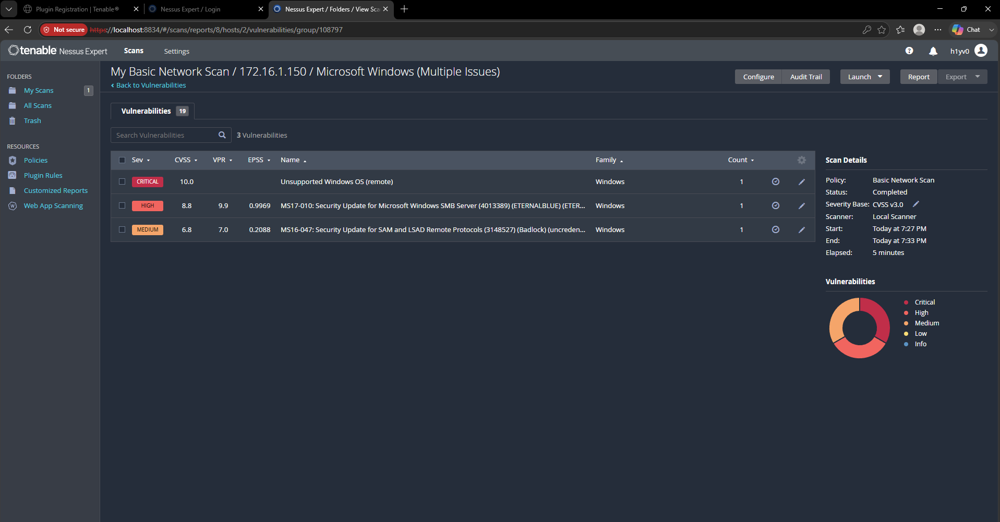 Plugin Registration | Tenable®
Nessus Expert / Login
Nessus Expert / Folders / View Sca
Not secure https://localhost:8834/#/scans/reports/8/hosts/2/vulnerabilities/group/108797
Chat
tenable Nessus Expert
Scans
Settings
h1yv0
FOLDERS
My Scans 1
All Scans
Trash
RESOURCES
Policies
Plugin Rules
Customized Reports
Web App Scanning
My Basic Network Scan / 172.16.1.150 / Microsoft Windows (Multiple Issues)
‹ Back to Vulnerabilities
Configure Audit Trail Launch Report Export
Vulnerabilities 19
Search Vulnerabilities 3 Vulnerabilities
Sev CVSS VPR EPSS Name Family Count
CRITICAL 10.0 Unsupported Windows OS (remote) Windows 1
HIGH 8.8 9.9 0.9969 MS17-010: Security Update for Microsoft Windows SMB Server (4013389) (ETERNALBLUE) (ETER... Windows 1
MEDIUM 6.8 7.0 0.2088 MS16-047: Security Update for SAM and LSAD Remote Protocols (3148527) (Badlock) (uncreden... Windows 1
Scan Details
Policy: Basic Network Scan
Status: Completed
Severity Base: CVSS v3.0
Scanner: Local Scanner
Start: Today at 7:27 PM
End: Today at 7:33 PM
Elapsed: 5 minutes
Vulnerabilities
Critical
High
Medium
Low
Info